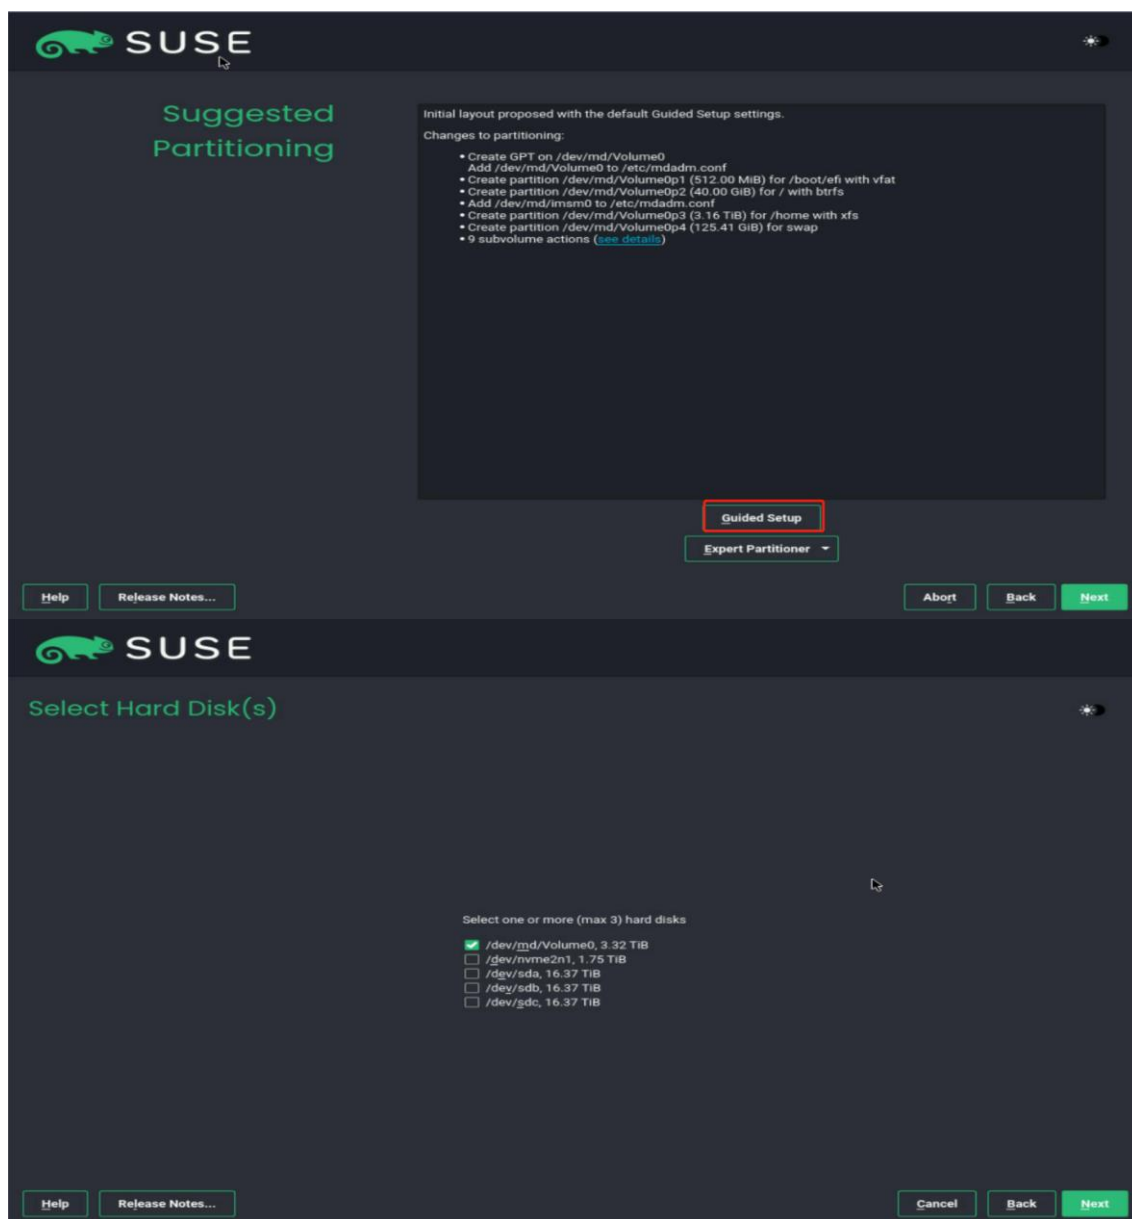 SUSE
Suggested
Partitioning
Initial layout proposed with the default Guided Setup settings.
Changes to partitioning:
• Create GPT on /dev/md/Volume0
Add /dev/md/Volume0 to /etc/mdadm.conf
• Create partition /dev/md/Volume0p1 (512.00 MiB) for /boot/efi with vfat
• Create partition /dev/md/Volume0p2 (40.00 GiB) for / with btrfs
• Add /dev/md/imsm0 to /etc/mdadm.conf
• Create partition /dev/md/Volume0p3 (3.16 TiB) for /home with xfs
• Create partition /dev/md/Volume0p4 (125.41 GiB) for swap
• 9 subvolume actions (see details)
Guided Setup
Expert Partitioner
Help Release Notes... Abort Back Next
SUSE
Select Hard Disk(s)
Select one or more (max 3) hard disks
/dev/md/Volume0, 3.32 TiB
/dev/nvme2n1, 1.75 TiB
/dev/sda, 16.37 TiB
/dev/sdb, 16.37 TiB
/dev/sdc, 16.37 TiB
Help Release Notes... Cancel Back Next